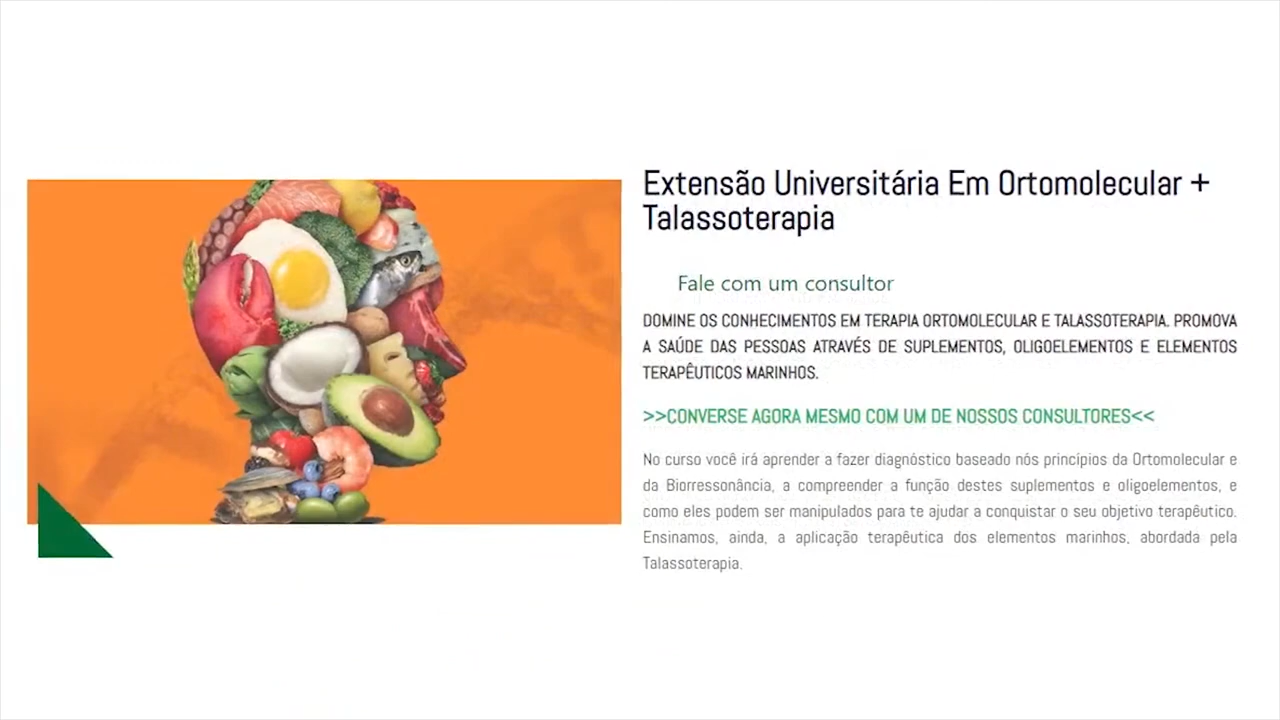 Extensão Universitária Em Ortomolecular +
Talassoterapia
Fale com um consultor
DOMINE OS CONHECIMENTOS EM TERAPIA ORTOMOLECULAR E TALASSOTERAPIA. PROMOVA
A SAÚDE DAS PESSOAS ATRAVÉS DE SUPLEMENTOS, OLIGOELEMENTOS E ELEMENTOS
TERAPÊUTICOS MARINHOS.
>>CONVERSE AGORA MESMO COM UM DE NOSSOS CONSULTORES<<
No curso você irá aprender a fazer diagnóstico baseado nós princípios da Ortomolecular e
da Biorressonância, a compreender a função destes suplementos e oligoelementos, e
como eles podem ser manipulados para te ajudar a conquistar o seu objetivo terapêutico.
Ensinamos, ainda, a aplicação terapêutica dos elementos marinhos, abordada pela
Talassoterapia.